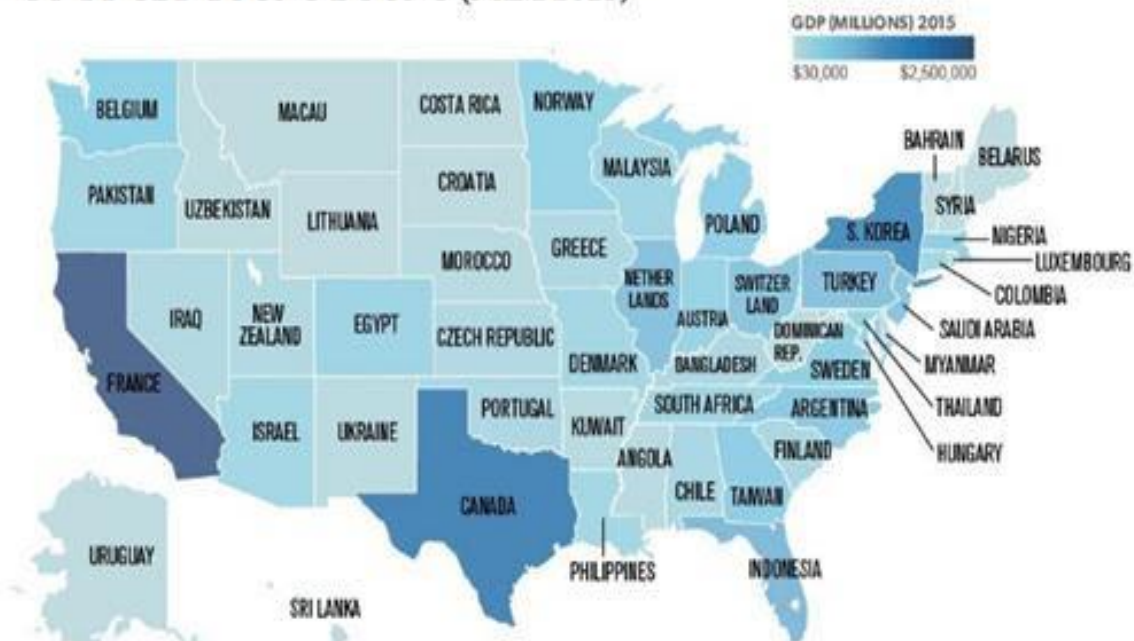 GDP (MILLIONS) 2015
$30,000 $2,500,000
BELGIUM
MACAU
COSTA RICA
NORWAY
BAHRAIN
BELARUS
PAKISTAN
UZBEKISTAN
LITHUANIA
CROATIA
MALAYSIA
POLAND
S. KOREA
SYRIA
NIGERIA
LUXEMBOURG
COLOMBIA
SAUDI ARABIA
MYANMAR
THAILAND
HUNGARY
FRANCE
IRAQ
NEW
ZEALAND
EGYPT
MOROCCO
CZECH REPUBLIC
GREECE
NETHER
LANDS
AUSTRIA
SWITZER
LAND
TURKEY
DENMARK
BANGLADESH
DOMINICAN
REP.
SWEDEN
ISRAEL
UKRAINE
PORTUGAL
KUWAIT
SOUTH AFRICA
ARGENTINA
FINLAND
ANGOLA
CHILE
TAIWAN
CANADA
PHILIPPINES
INDONESIA
URUGUAY
SRI LANKA